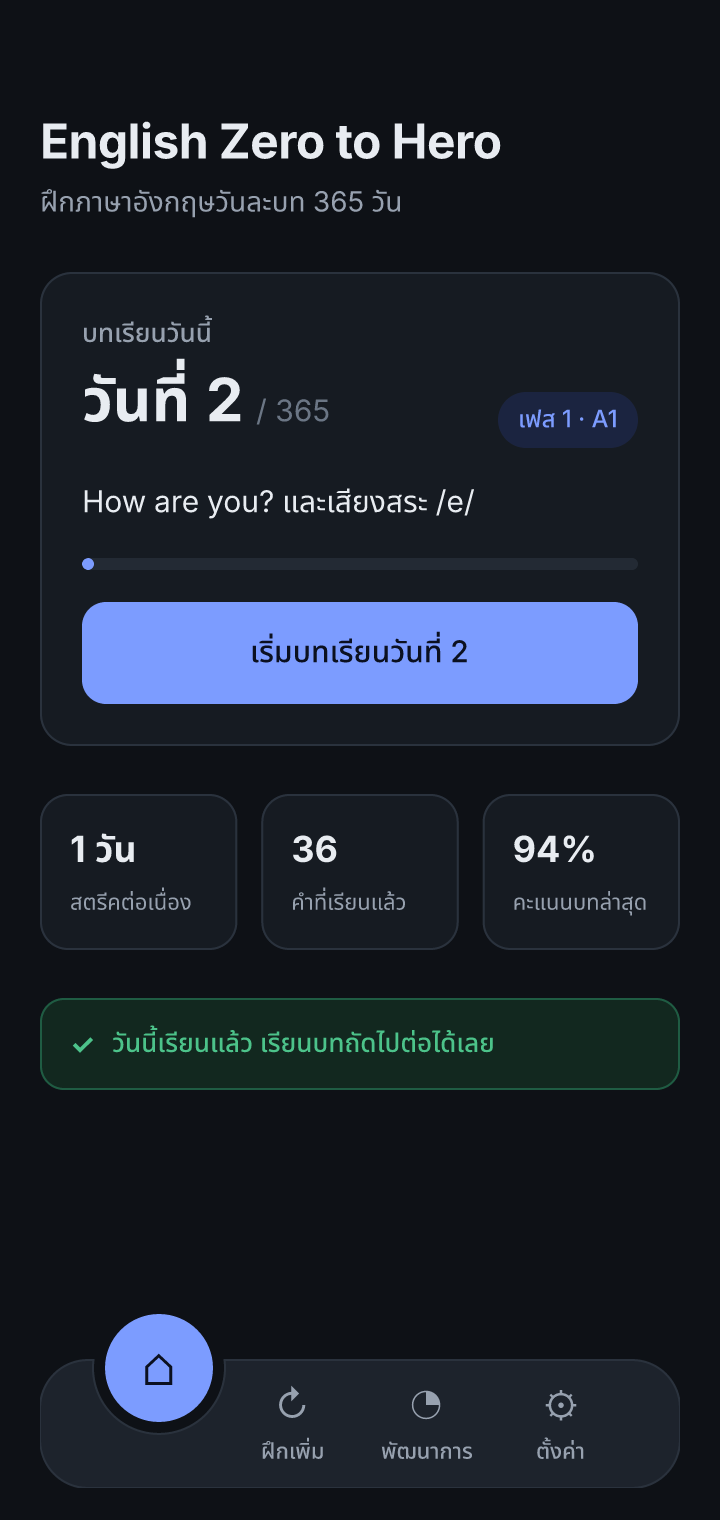 English Zero to Hero
ฝึกภาษาอังกฤษวันละบท 365 วัน
บทเรียนวันนี้
วันที่ 2 / 365
เฟส 1 · A1
How are you? และเสียงสระ /e/
เริ่มบทเรียนวันที่ 2
1 วัน
สตรีคต่อเนื่อง
36
คำที่เรียนแล้ว
94%
คะแนนบทล่าสุด
✓ วันนี้เรียนแล้ว เรียนบทถัดไปต่อได้เลย
ฝึกเพิ่ม
พัฒนาการ
ตั้งค่า